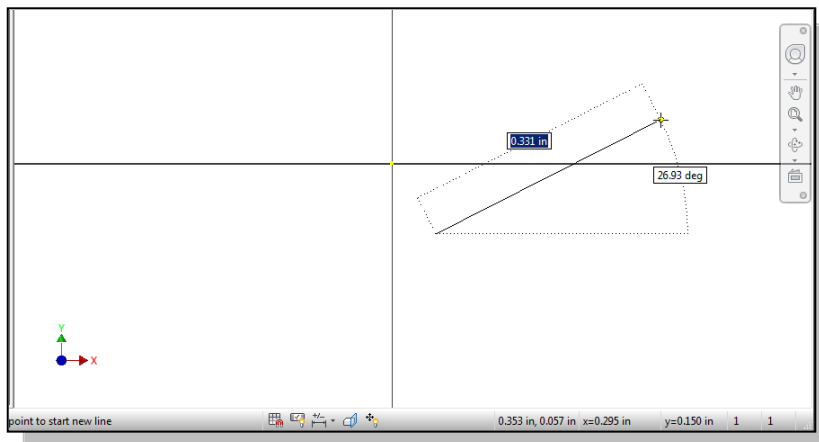 0.331 in
26.93 deg
Y
X
point to start new line
+/-
0.353 in, 0.057 in x=0.295 in y=0.150 in 1 1